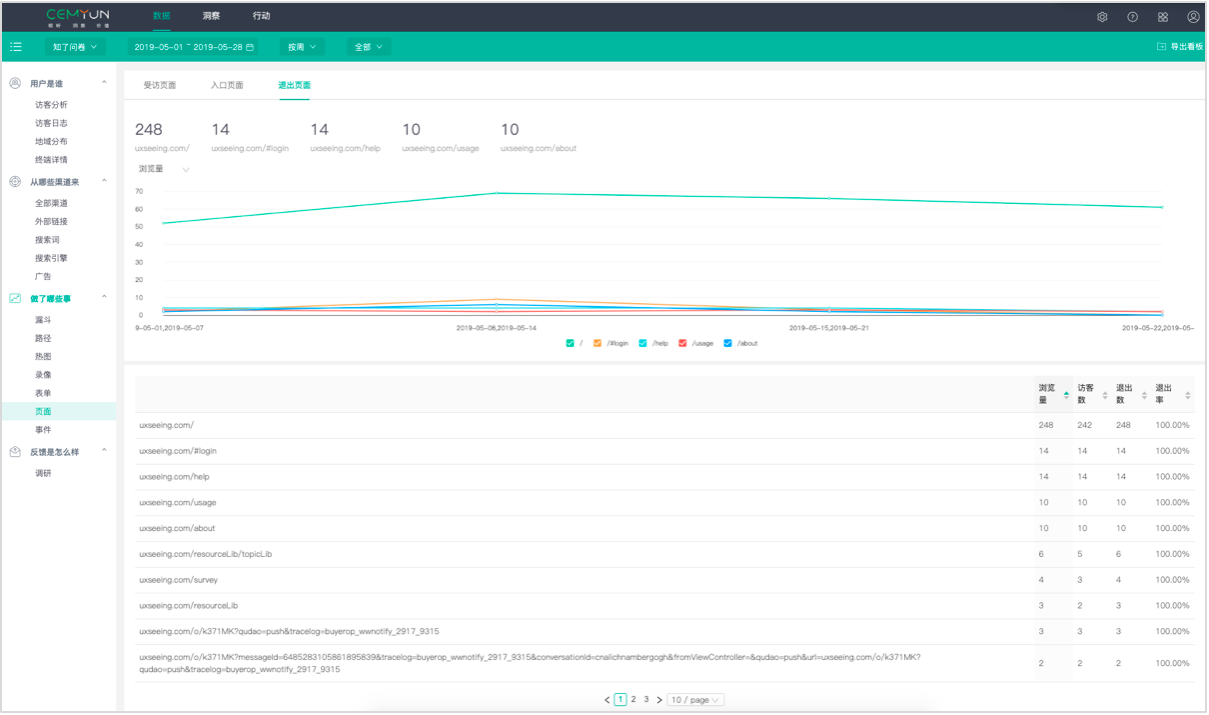 CEMYUN
倾听 洞察 价值
数据 洞察 行动
知了问卷 2019-05-01 ~ 2019-05-28 按周 全部 导出看板
用户是谁
访客分析
访客日志
地域分布
终端详情
从哪些渠道来
全部渠道
外部链接
搜索词
搜索引擎
广告
做了哪些事
漏斗
路径
热图
录像
表单
页面
事件
反馈是怎么样
调研
受访页面 入口页面 退出页面
248 14 14 10 10
uxseeing.com/ uxseeing.com/#login uxseeing.com/help uxseeing.com/usage uxseeing.com/about
浏览量
70
60
50
40
30
20
10
0
9-05-01,2019-05-07 2019-05-08,2019-05-14 2019-05-15,2019-05-21 2019-05-22,2019-05-
/ /#login /help /usage /about
浏览量 访客数 退出数 退出率
uxseeing.com/ 248 242 248 100.00%
uxseeing.com/#login 14 14 14 100.00%
uxseeing.com/help 14 14 14 100.00%
uxseeing.com/usage 10 10 10 100.00%
uxseeing.com/about 10 10 10 100.00%
uxseeing.com/resourceLib/topicLib 6 5 6 100.00%
uxseeing.com/survey 4 3 4 100.00%
uxseeing.com/resourceLib 3 2 3 100.00%
uxseeing.com/o/k371MK?qudao=push&tracelog=buyerop_wwnotify_2917_9315 3 3 3 100.00%
uxseeing.com/o/k371MK?messageId=6485283105861895839&tracelog=buyerop_wwnotify_2917_9315&conversationId=cnalichnambergogh&fromViewController=&qudao=push&url=uxseeing.com/o/k371MK?
qudao=push&tracelog=buyerop_wwnotify_2917_9315 2 2 2 100.00%
< 1 2 3 > 10 / page